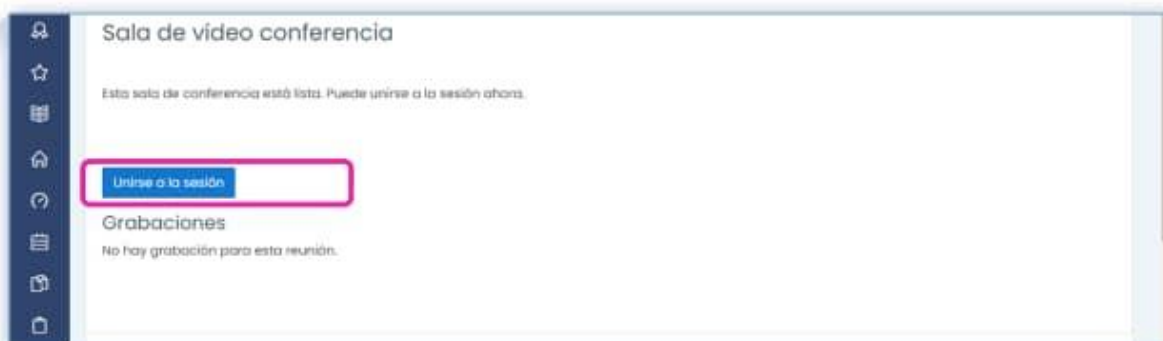 Sala de vídeo conferencia
Esta sala de conferencia está lista. Puede unirse a la sesión ahora.
Unirse a la sesión
Grabaciones
No hay grabación para esta reunión.